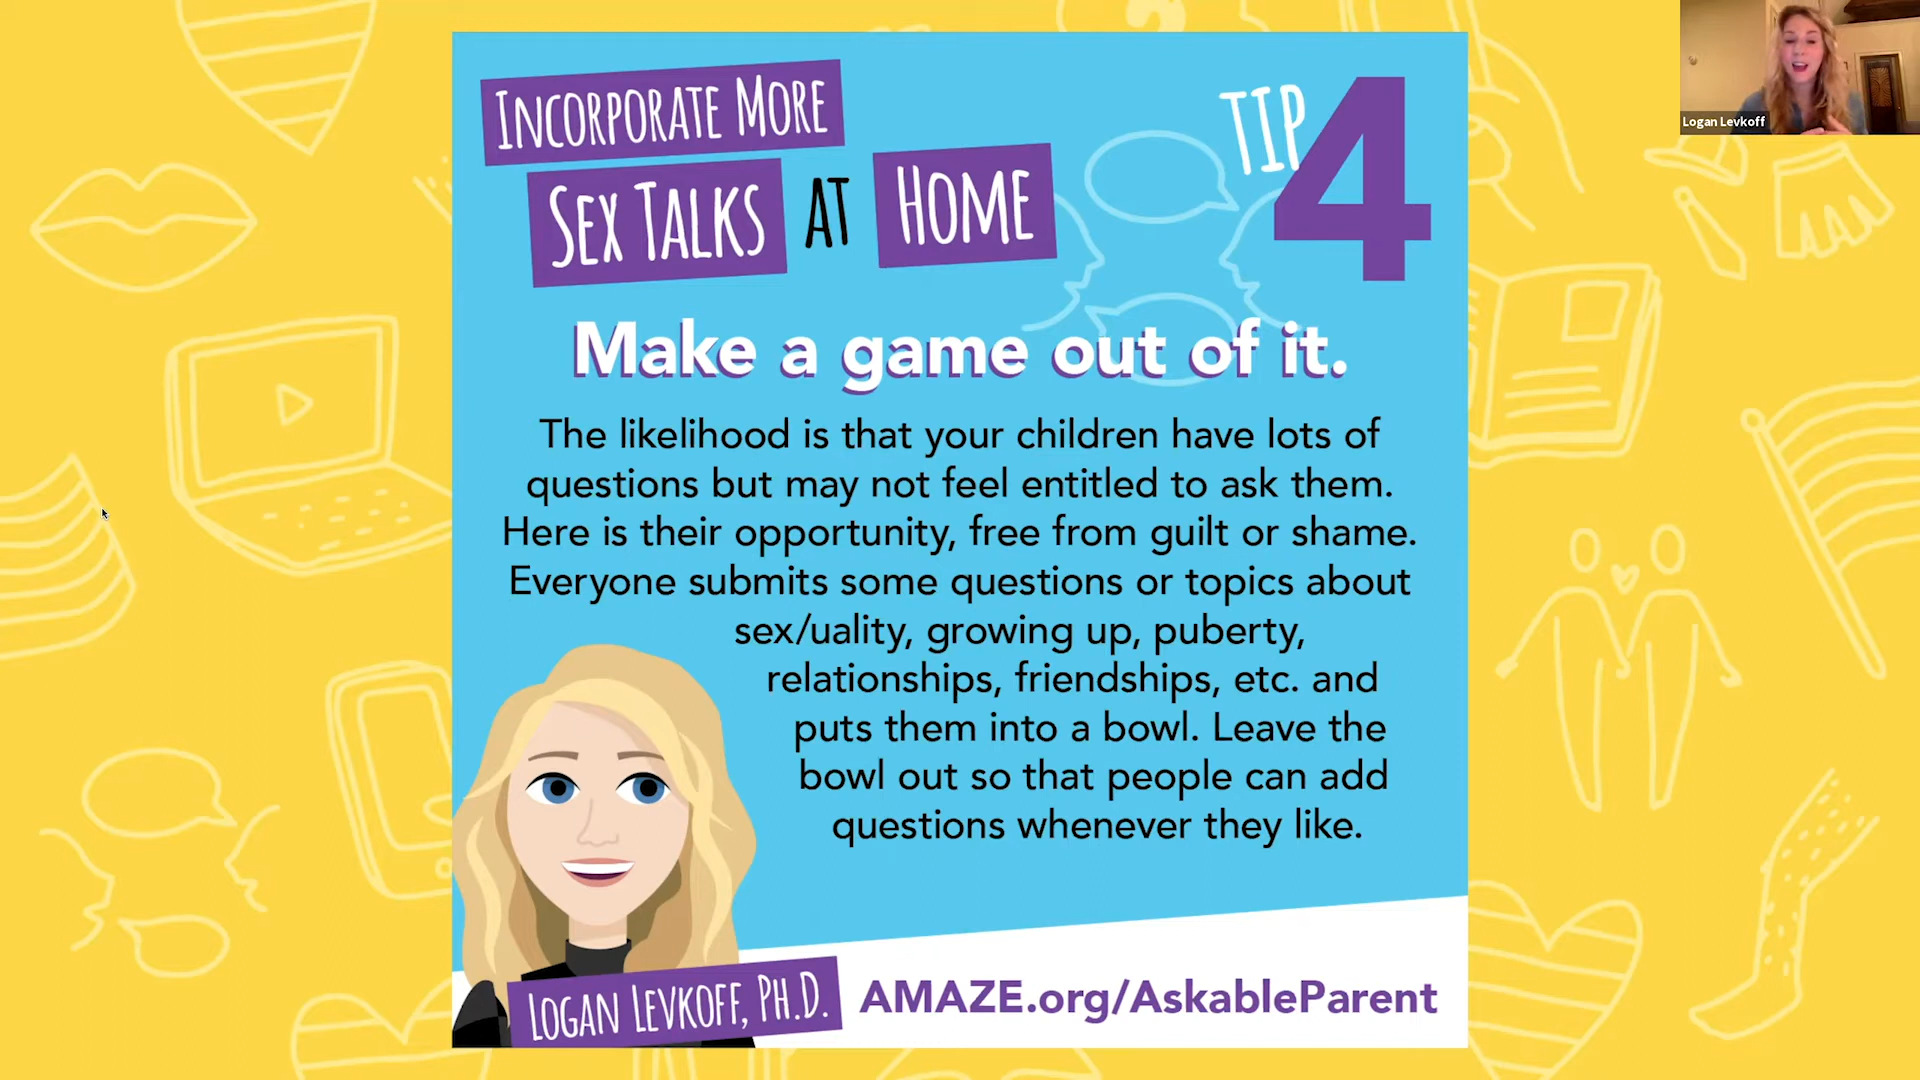 INCORPORATE MORE
SEX TALKS AT HOME
TIP 4
Make a game out of it.
The likelihood is that your children have lots of
questions but may not feel entitled to ask them.
Here is their opportunity, free from guilt or shame.
Everyone submits some questions or topics about
sex/uality, growing up, puberty,
relationships, friendships, etc. and
puts them into a bowl. Leave the
bowl out so that people can add
questions whenever they like.
LOGAN LEVKOFF, PH.D.
AMAZE.org/AskableParent
Logan Levkoff